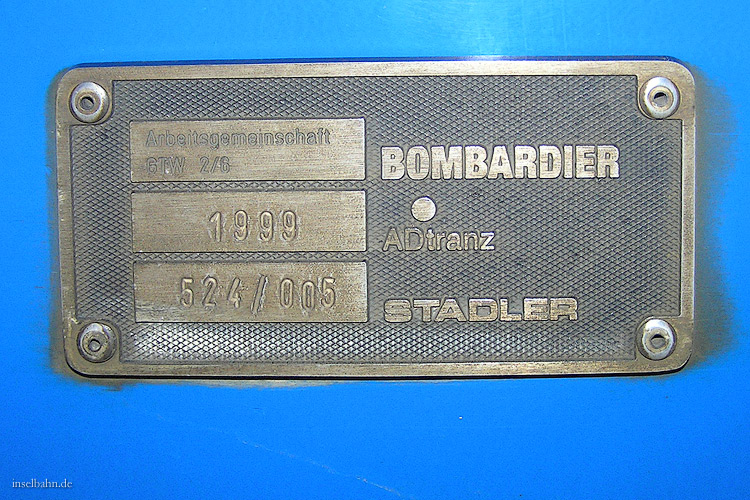 Arbeitsgemeinschaft
GTW 2/6
1999
524/005
BOMBARDIER
ADtranz
STADLER
inselbahn.de